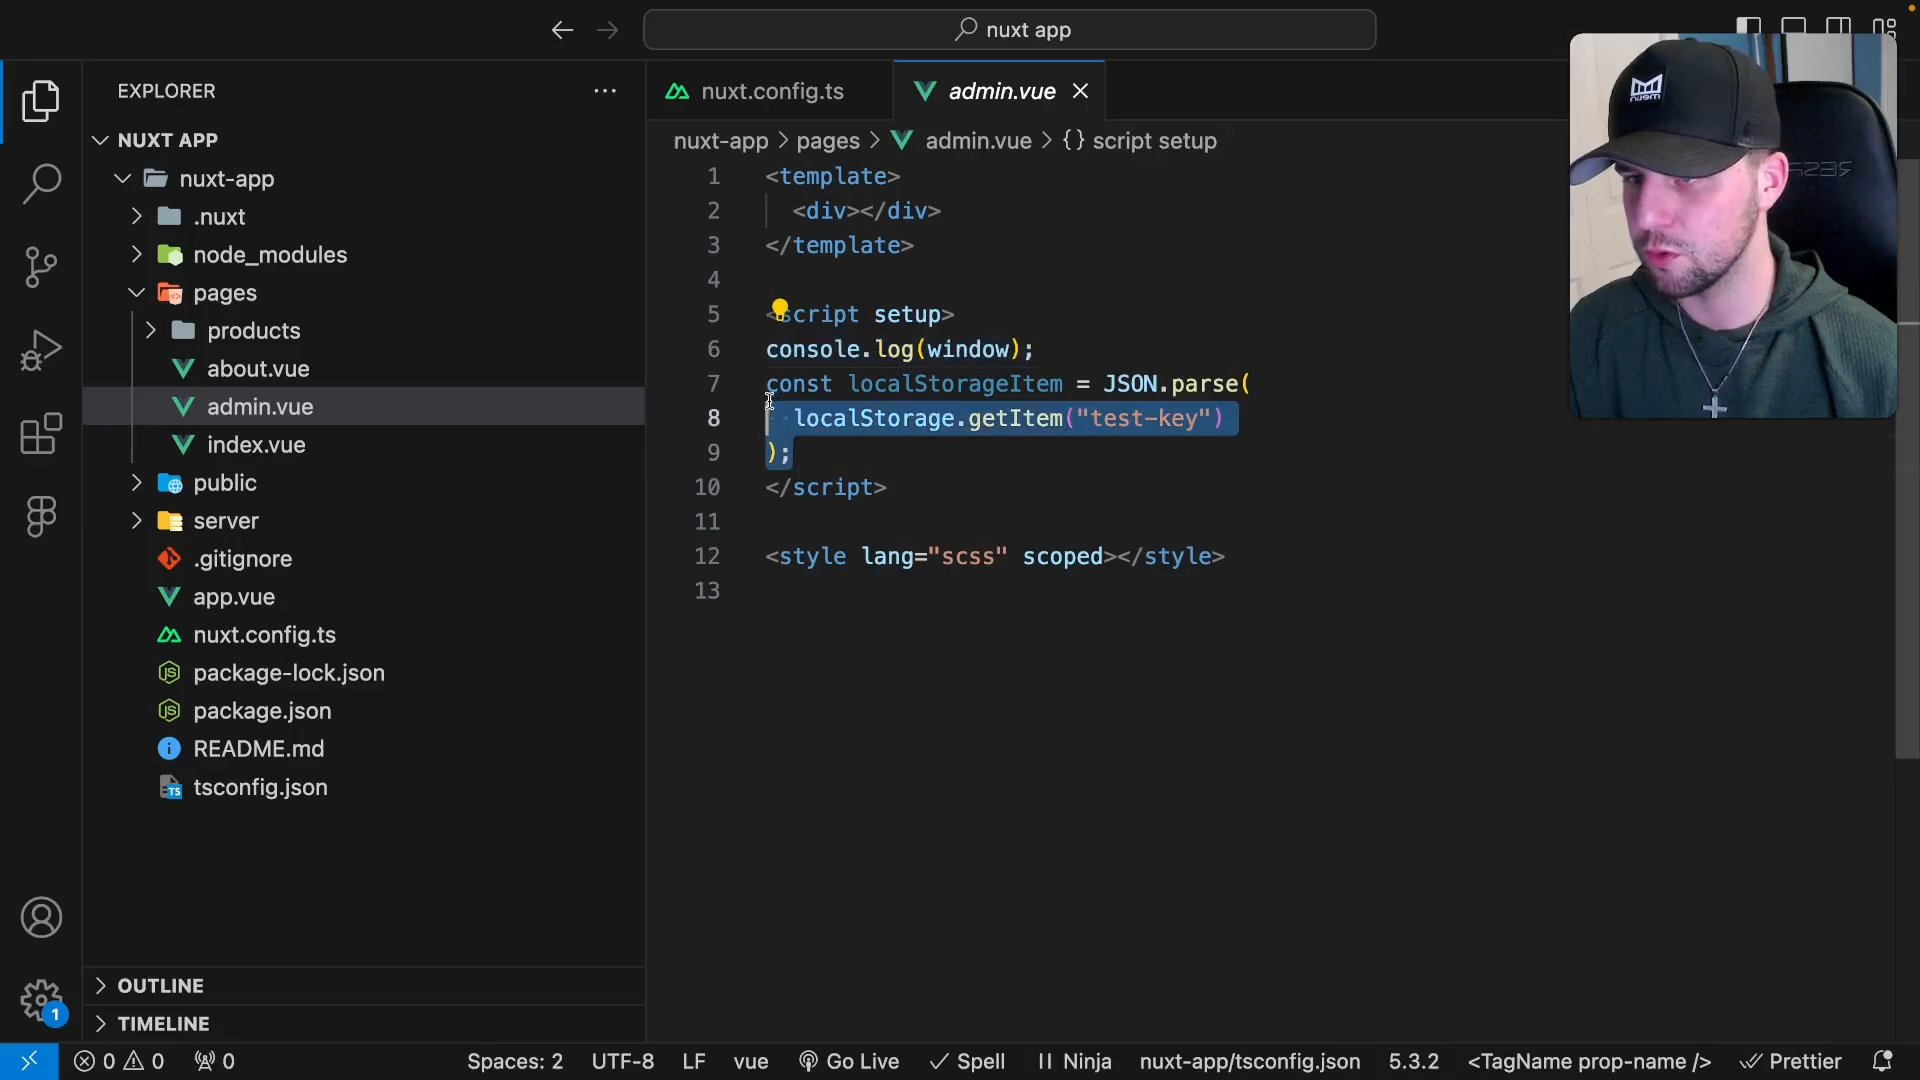 nuxt app
EXPLORER
NUXT APP
nuxt-app
.nuxt
node_modules
pages
products
about.vue
admin.vue
index.vue
public
server
.gitignore
app.vue
nuxt.config.ts
package-lock.json
package.json
README.md
tsconfig.json
OUTLINE
TIMELINE
1
nuxt.config.ts
admin.vue
nuxt-app > pages > admin.vue > {} script setup
1 <template>
2 <div></div>
3 </template>
4
5 <script setup>
6 console.log(window);
7 const localStorageItem = JSON.parse(
8 localStorage.getItem("test-key")
9 );
10 </script>
11
12 <style lang="scss" scoped></style>
13
0 0 0 Spaces: 2 UTF-8 LF vue Go Live Spell Ninja nuxt-app/tsconfig.json 5.3.2 <TagName prop-name /> Prettier